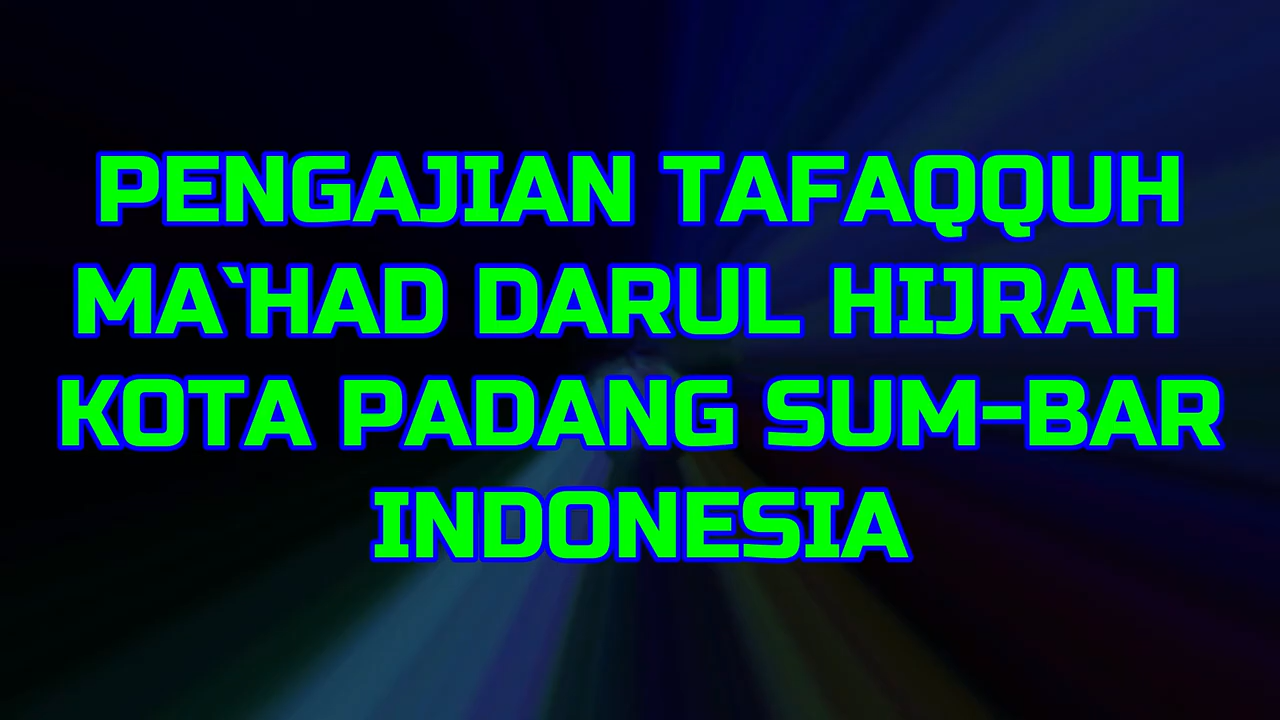 PENGAJIAN TAFAQQUH
MA`HAD DARUL HIJRAH
KOTA PADANG SUM-BAR
INDONESIA